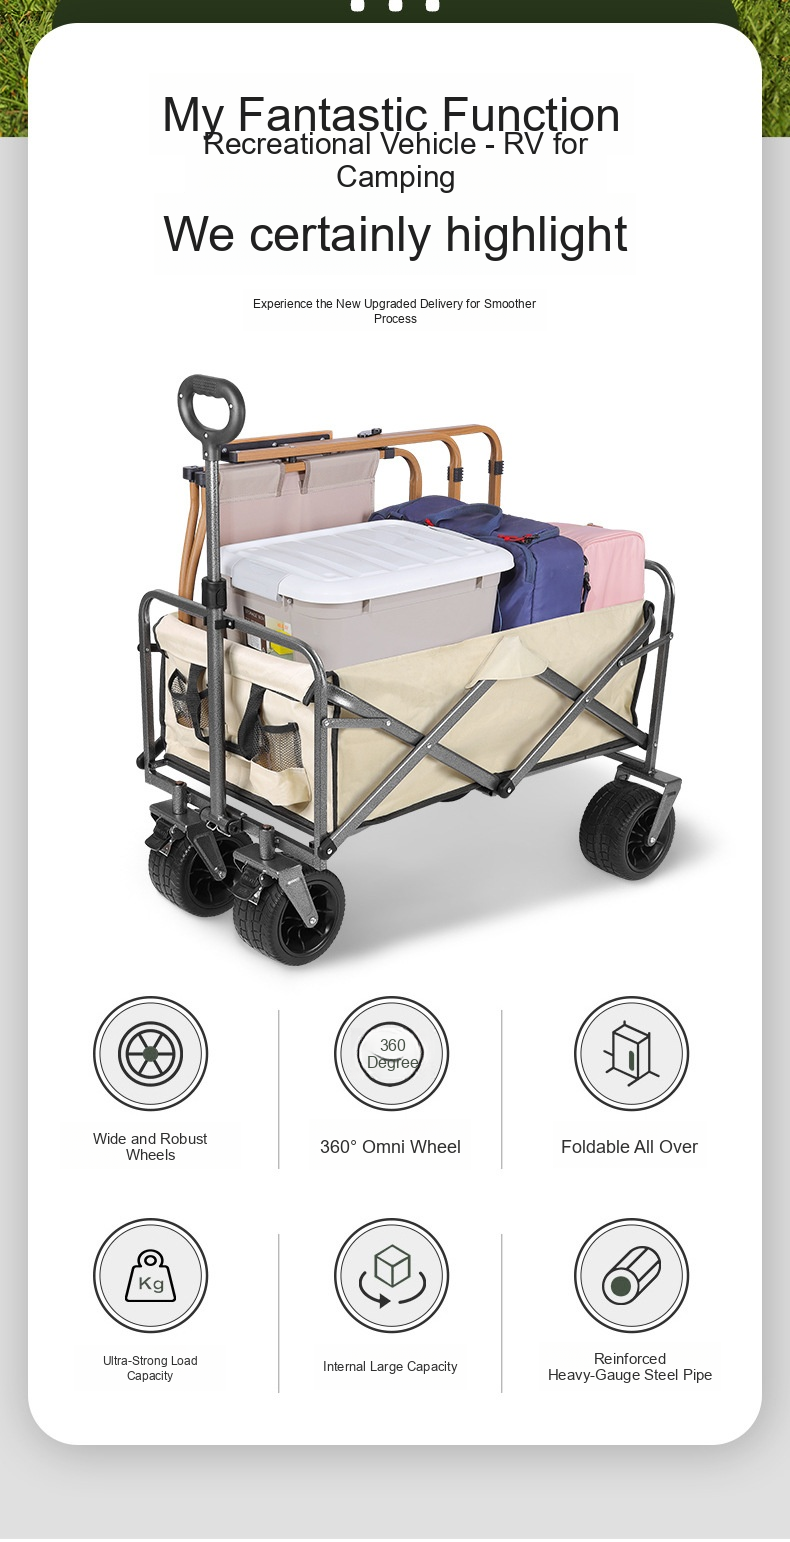 My Fantastic Function
Recreational Vehicle - RV for
Camping
We certainly highlight
Experience the New Upgraded Delivery for Smoother
Process
360
Degree
Wide and Robust
Wheels
360° Omni Wheel
Foldable All Over
Kg
Ultra-Strong Load
Capacity
Internal Large Capacity
Reinforced
Heavy-Gauge Steel Pipe